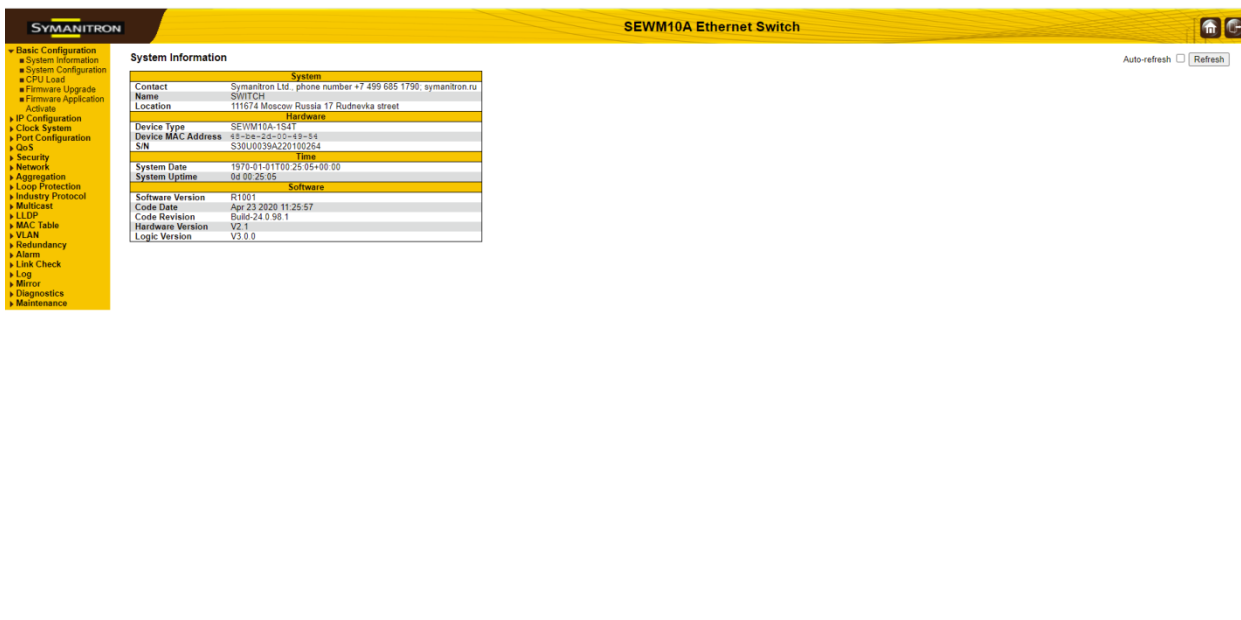 SYMANITRON
SEWM10A Ethernet Switch
Basic Configuration
System Information
System Configuration
CPU Load
Firmware Upgrade
Firmware Application
Activate
IP Configuration
Clock System
Port Configuration
QoS
Security
Network
Aggregation
Loop Protection
Industry Protocol
Multicast
LLDP
MAC Table
VLAN
Redundancy
Alarm
Link Check
Log
Mirror
Diagnostics
Maintenance
System Information
Auto-refresh Refresh
System
Contact Symanitron Ltd., phone number +7 499 685 1790; symanitron.ru
Name SWITCH
Location 111674 Moscow Russia 17 Rudnevka street
Hardware
Device Type SEWM10A-1S4T
Device MAC Address 48-be-2d-00-49-54
S/N S30U0039A220100264
Time
System Date 1970-01-01T00:25:05+00:00
System Uptime 0d 00:25:05
Software
Software Version R1001
Code Date Apr 23 2020 11:25:57
Code Revision Build-24.0.98.1
Hardware Version V2.1
Logic Version V3.0.0